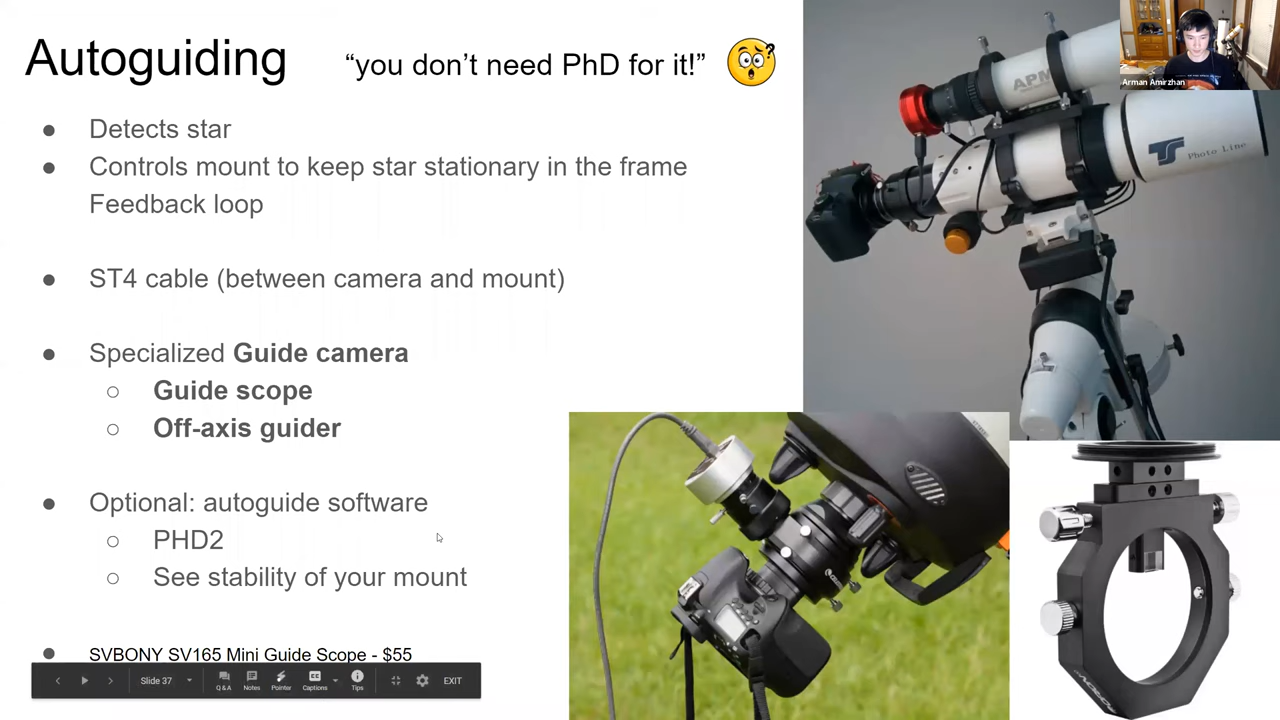 Autoguiding
“you don’t need PhD for it!”
Detects star
Controls mount to keep star stationary in the frame
Feedback loop
ST4 cable (between camera and mount)
Specialized Guide camera
Guide scope
Off-axis guider
Optional: autoguide software
PHD2
See stability of your mount
SVBONY SV165 Mini Guide Scope - $55
Slide 37
Q&A
Notes
Pointer
Captions
Tips
EXIT
APM
TS Photo Line
Arman Amirzhan